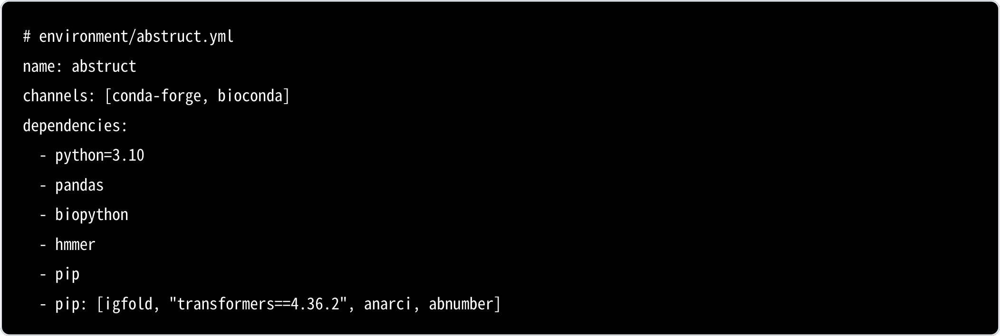 # environment/abstruct.yml
name: abstruct
channels: [conda-forge, bioconda]
dependencies:
  - python=3.10
  - pandas
  - biopython
  - hmmer
  - pip
  - pip: [igfold, "transformers==4.36.2", anarci, abnumber]